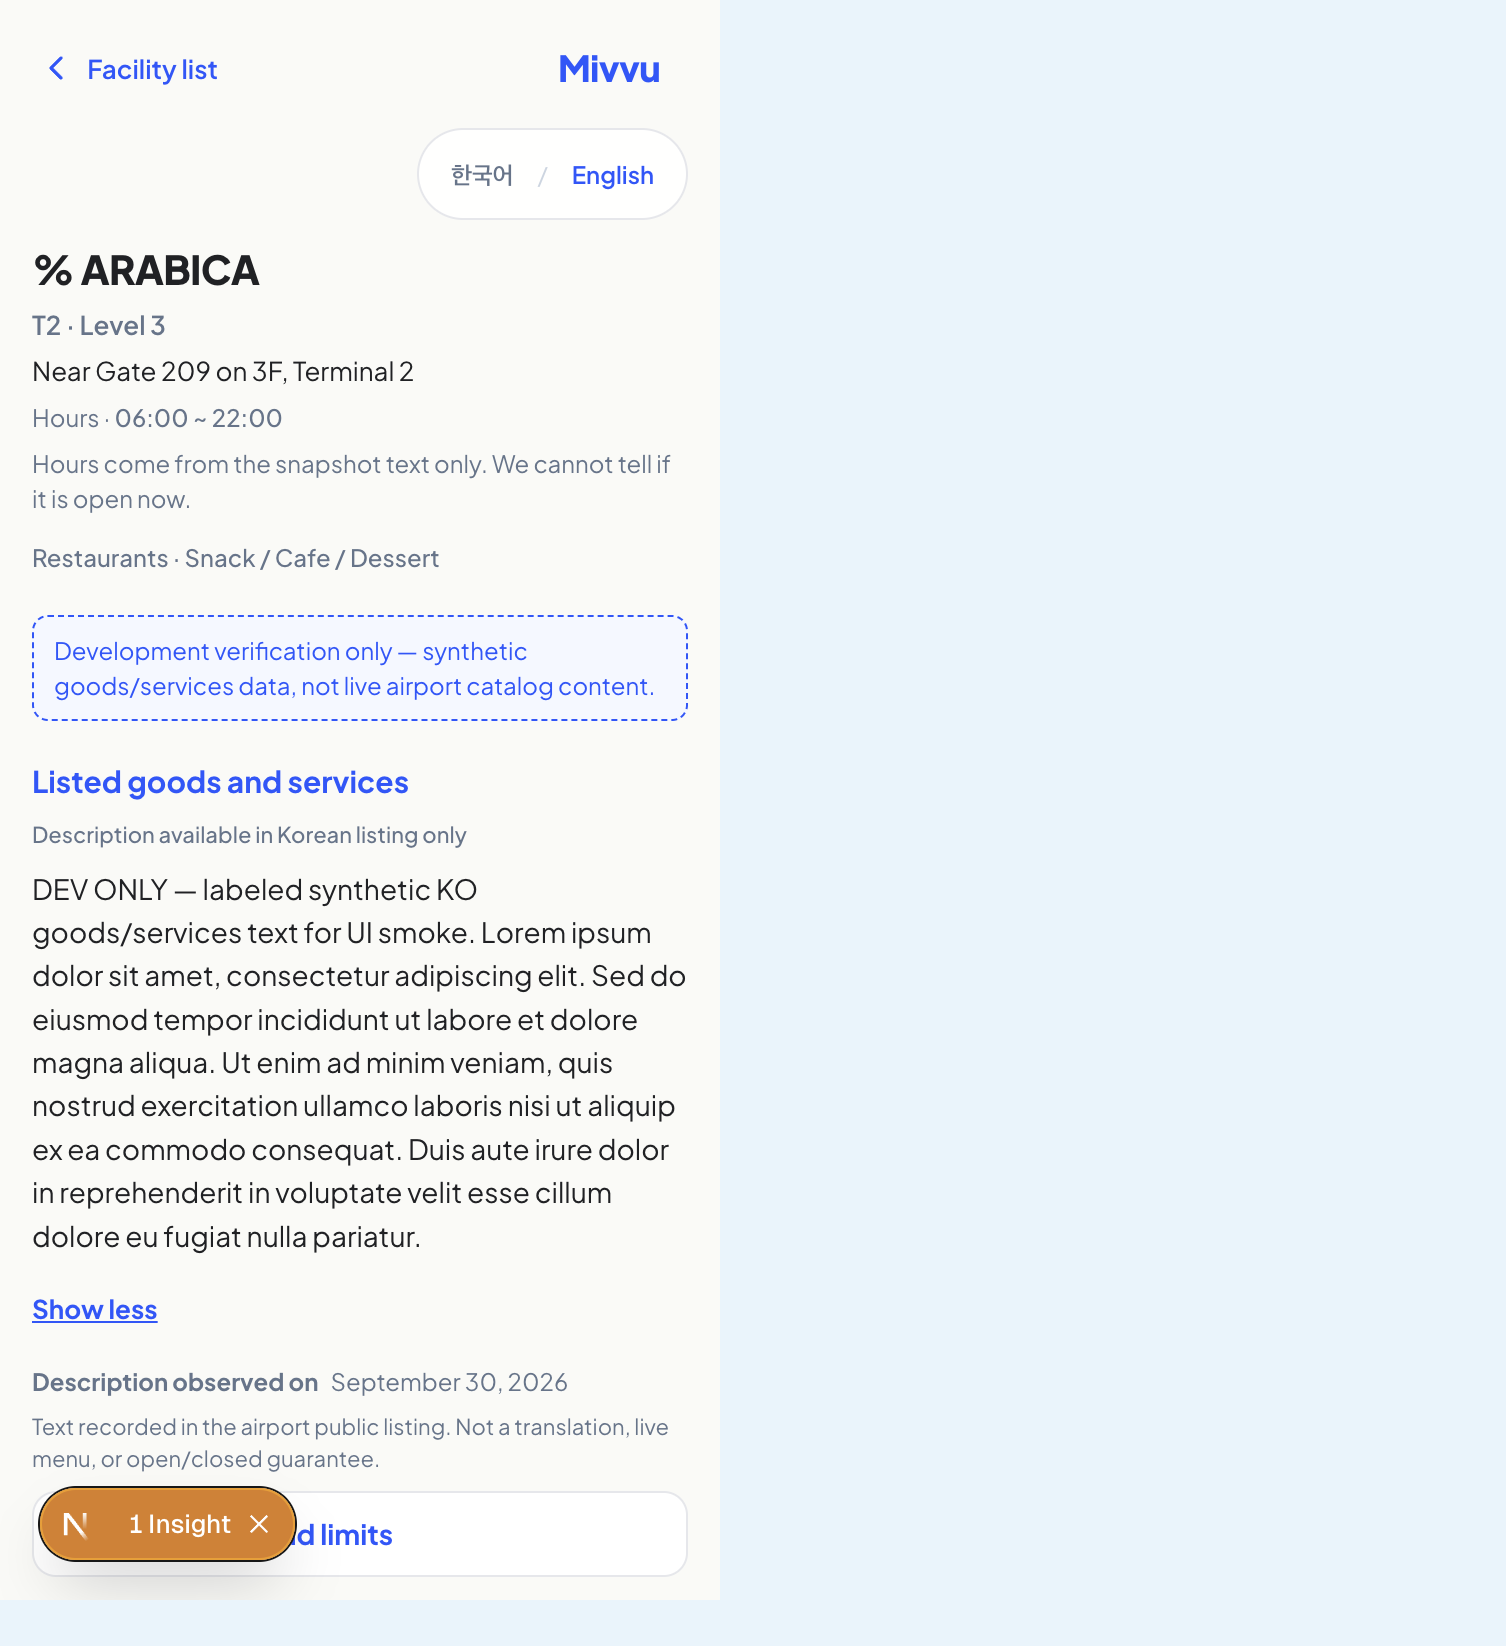 Facility list
Mivvu
한국어 / English
% ARABICA
T2 · Level 3
Near Gate 209 on 3F, Terminal 2
Hours · 06:00 ~ 22:00
Hours come from the snapshot text only. We cannot tell if
it is open now.
Restaurants · Snack / Cafe / Dessert
Development verification only — synthetic
goods/services data, not live airport catalog content.
Listed goods and services
Description available in Korean listing only
DEV ONLY — labeled synthetic KO
goods/services text for UI smoke. Lorem ipsum
dolor sit amet, consectetur adipiscing elit. Sed do
eiusmod tempor incididunt ut labore et dolore
magna aliqua. Ut enim ad minim veniam, quis
nostrud exercitation ullamco laboris nisi ut aliquip
ex ea commodo consequat. Duis aute irure dolor
in reprehenderit in voluptate velit esse cillum
dolore eu fugiat nulla pariatur.
Show less
Description observed on September 30, 2026
Text recorded in the airport public listing. Not a translation, live
menu, or open/closed guarantee.
N 1 Insight
limits